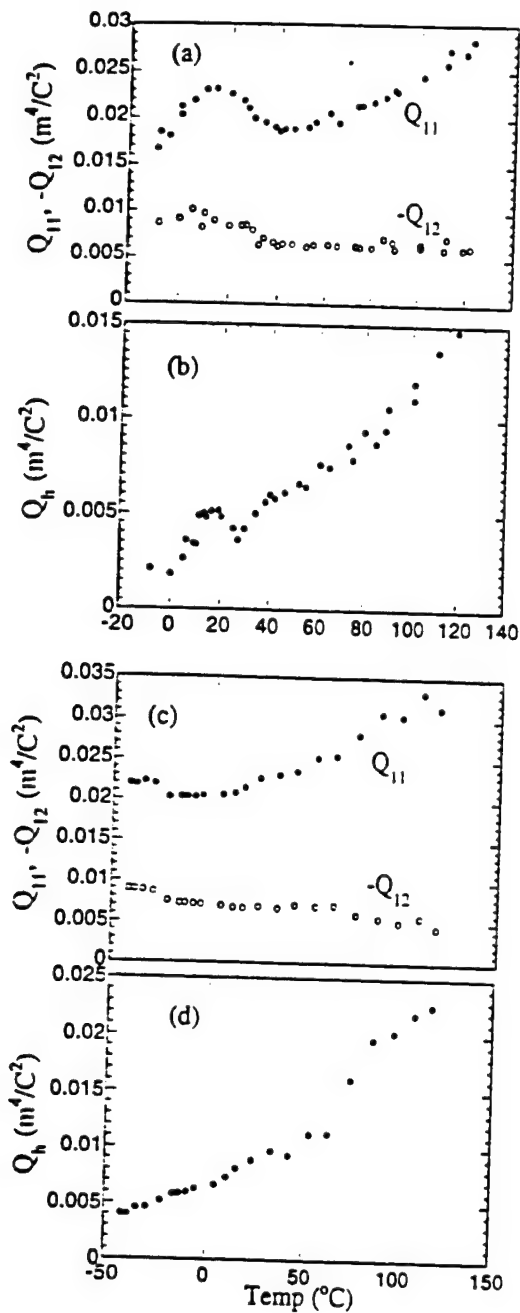 (a)
0.03
0.025
0.02
0.015
0.01
0.005
0
Q₁₁, -Q₁₂ (m⁴/C²)
Q₁₁
-Q₁₂
(b)
0.015
0.01
0.005
0
Qₕ (m⁴/C²)
-20 0 20 40 60 80 100 120 140
(c)
0.035
0.03
0.025
0.02
0.015
0.01
0.005
0
Q₁₁, -Q₁₂ (m⁴/C²)
Q₁₁
-Q₁₂
(d)
0.025
0.02
0.015
0.01
0.005
0
Qₕ (m⁴/C²)
-50 0 50 100 150
Temp (°C)